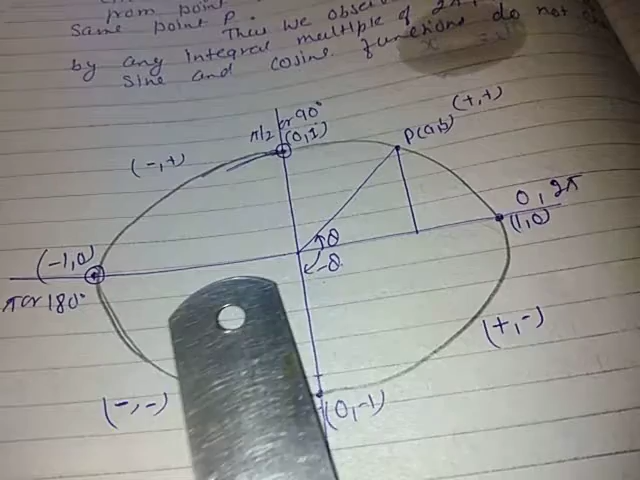 from point
same point P.
Thus we observe
by any integral multiple of 2π,
sine and cosine functions do not
π/2 or 90°
(0,1)
(+,+)
P(a,b)
(-,+)
0, 2π
(1,0)
θ
-θ
(-1,0)
π or 180°
(+,-)
(-,-)
(0,-1)